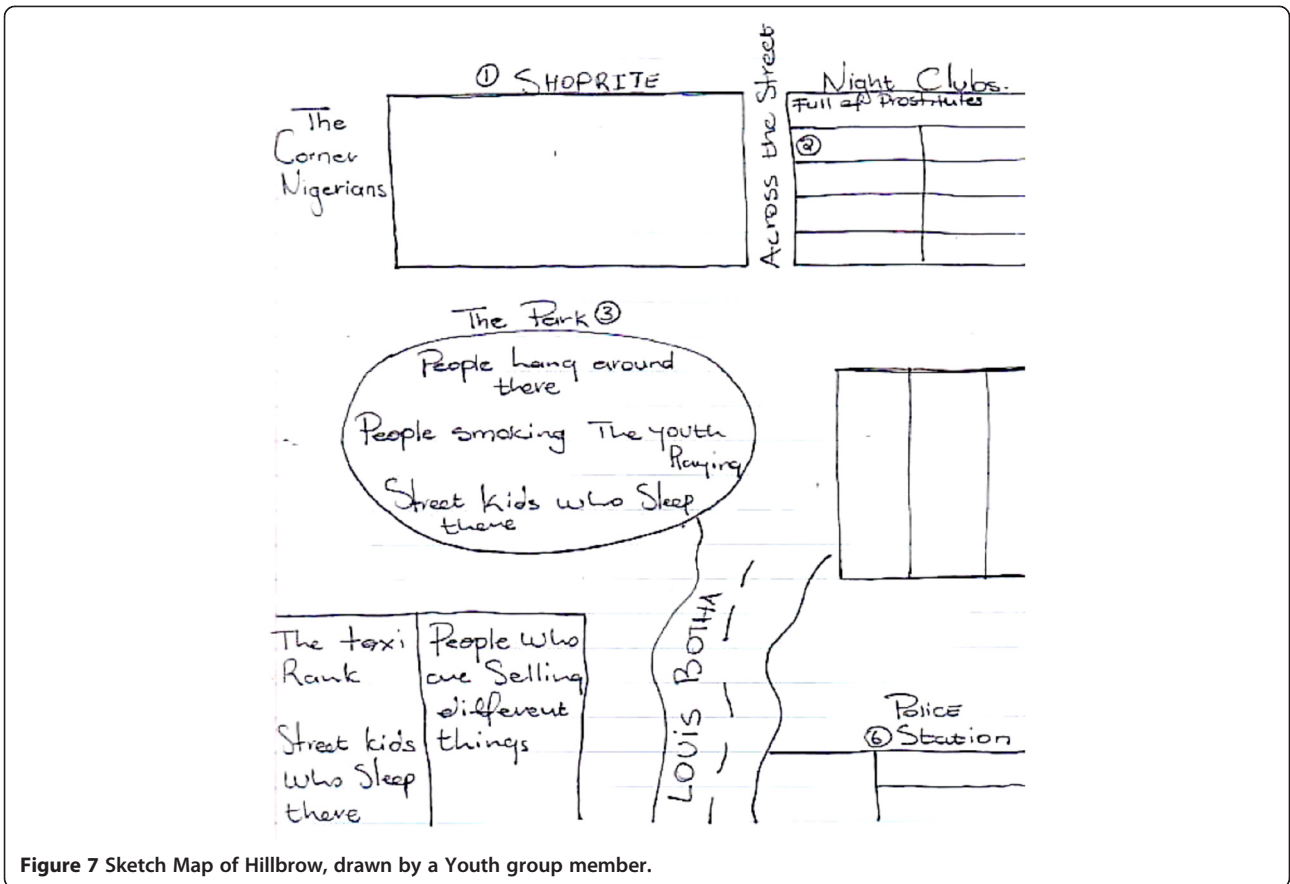 ① SHOPRITE
Across the Street
Night Clubs.
Full of Prostitutes
②
The
Corner
Nigerians
The Park ③
People hang around
there
People smoking The youth
Playing
Street kids who Sleep
there
LOUIS BOTHA
The taxi
Rank
Street kids
who Sleep
there
People who
are Selling
different
things
Police
⑥ Station
Figure 7 Sketch Map of Hillbrow, drawn by a Youth group member.